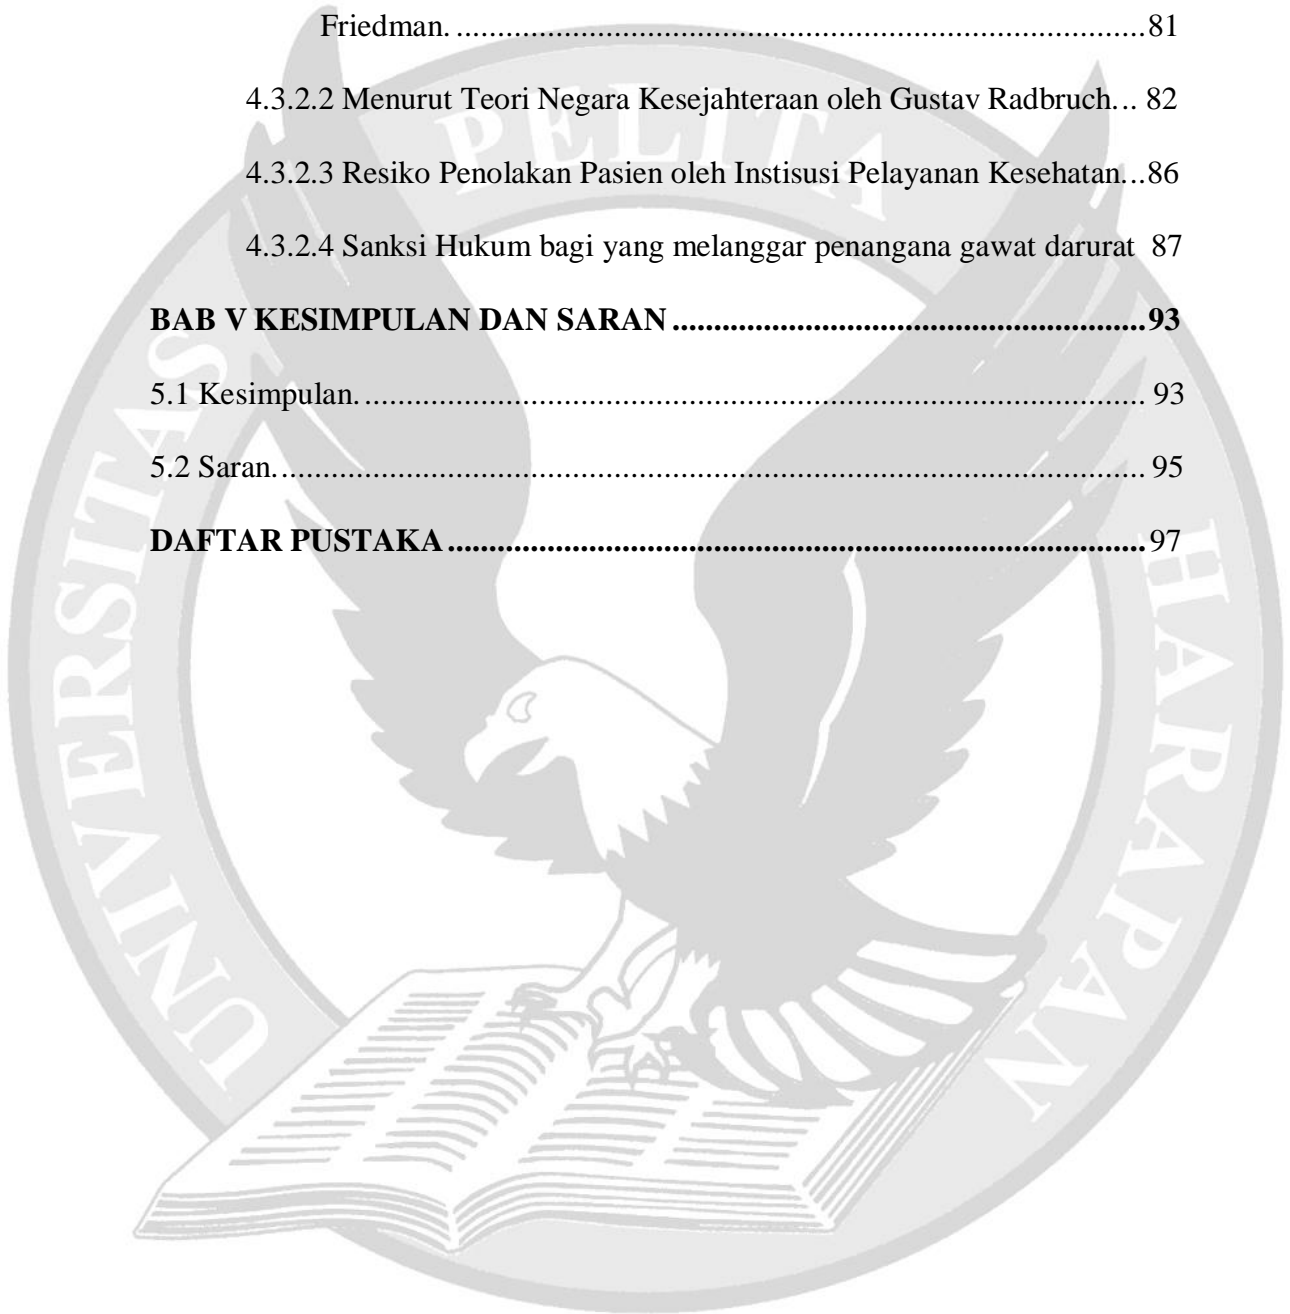 Friedman. ....................................................................................81
4.3.2.2 Menurut Teori Negara Kesejahteraan oleh Gustav Radbruch... 82
4.3.2.3 Resiko Penolakan Pasien oleh Instisusi Pelayanan Kesehatan...86
4.3.2.4 Sanksi Hukum bagi yang melanggar penangana gawat darurat 87
BAB V KESIMPULAN DAN SARAN ..........................................................93
5.1 Kesimpulan. ................................................................................................ 93
5.2 Saran........................................................................................................... 95
DAFTAR PUSTAKA .....................................................................................97
UNIVERSITAS PELITA HARAPAN